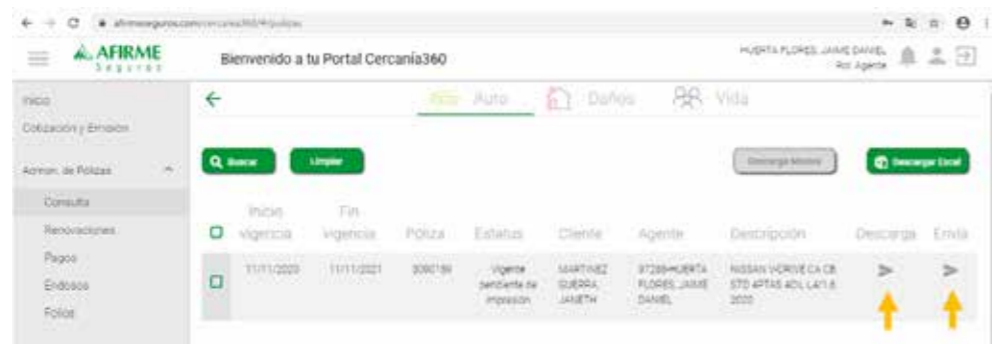 AFIRME
Seguros
Bienvenido a tu Portal Cercanía360
HUERTA FLORES, JAIME DANIEL
Rol: Agente
Inicio
Cotización y Emisión
Admon. de Pólizas
Consulta
Renovaciones
Pagos
Endosos
Folios
Auto
Daños
Vida
Buscar
Limpiar
Descarga Masiva
Descargar Excel
Inicio vigencia
Fin vigencia
Póliza
Estatus
Cliente
Agente
Descripción
Descarga
Envía
11/11/2020
11/11/2021
Vigente
pendiente de
impresión
MARTINEZ
GUERRA,
JANETH
HUERTA
FLORES, JAIME
DANIEL
NISSAN
2020